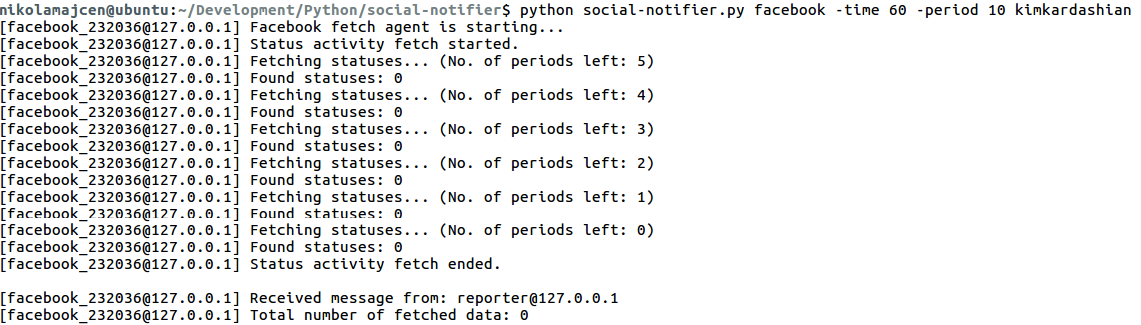 nikolamajcen@ubuntu:~/Development/Python/social-notifier$ python social-notifier.py facebook -time 60 -period 10 kimkardashian
[facebook_232036@127.0.0.1] Facebook fetch agent is starting...
[facebook_232036@127.0.0.1] Status activity fetch started.
[facebook_232036@127.0.0.1] Fetching statuses... (No. of periods left: 5)
[facebook_232036@127.0.0.1] Found statuses: 0
[facebook_232036@127.0.0.1] Fetching statuses... (No. of periods left: 4)
[facebook_232036@127.0.0.1] Found statuses: 0
[facebook_232036@127.0.0.1] Fetching statuses... (No. of periods left: 3)
[facebook_232036@127.0.0.1] Found statuses: 0
[facebook_232036@127.0.0.1] Fetching statuses... (No. of periods left: 2)
[facebook_232036@127.0.0.1] Found statuses: 0
[facebook_232036@127.0.0.1] Fetching statuses... (No. of periods left: 1)
[facebook_232036@127.0.0.1] Found statuses: 0
[facebook_232036@127.0.0.1] Fetching statuses... (No. of periods left: 0)
[facebook_232036@127.0.0.1] Found statuses: 0
[facebook_232036@127.0.0.1] Status activity fetch ended.
[facebook_232036@127.0.0.1] Received message from: reporter@127.0.0.1
[facebook_232036@127.0.0.1] Total number of fetched data: 0